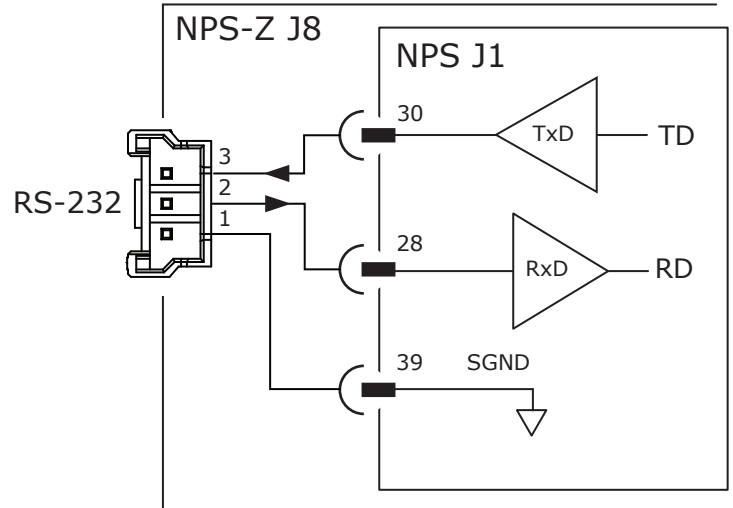 NPS-Z J8
NPS J1
30
TxD
TD
3
2
1
RS-232
28
RxD
RD
39
SGND